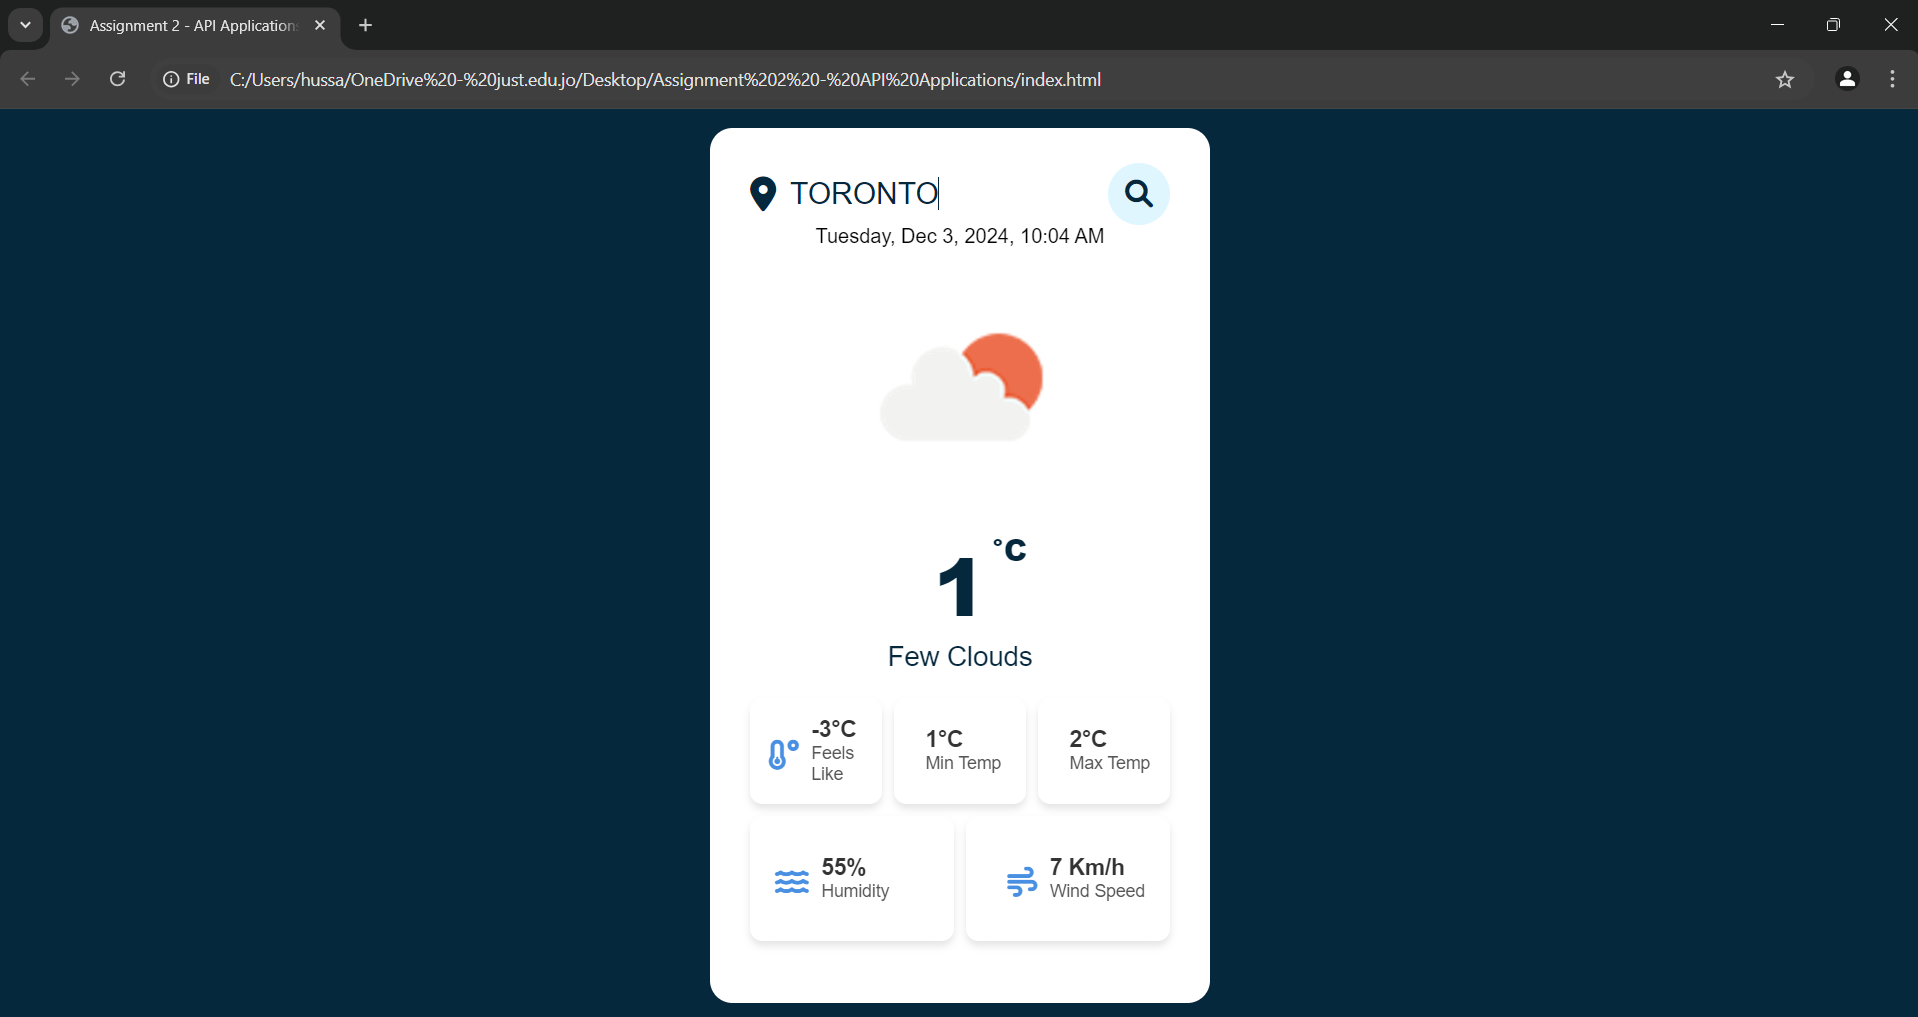 Assignment 2 - API Application
File
C:/Users/hussa/OneDrive%20-%20just.edu.jo/Desktop/Assignment%202%20-%20API%20Applications/index.html
TORONTO
Tuesday, Dec 3, 2024, 10:04 AM
1 °C
Few Clouds
-3°C
Feels
Like
1°C
Min Temp
2°C
Max Temp
55%
Humidity
7 Km/h
Wind Speed